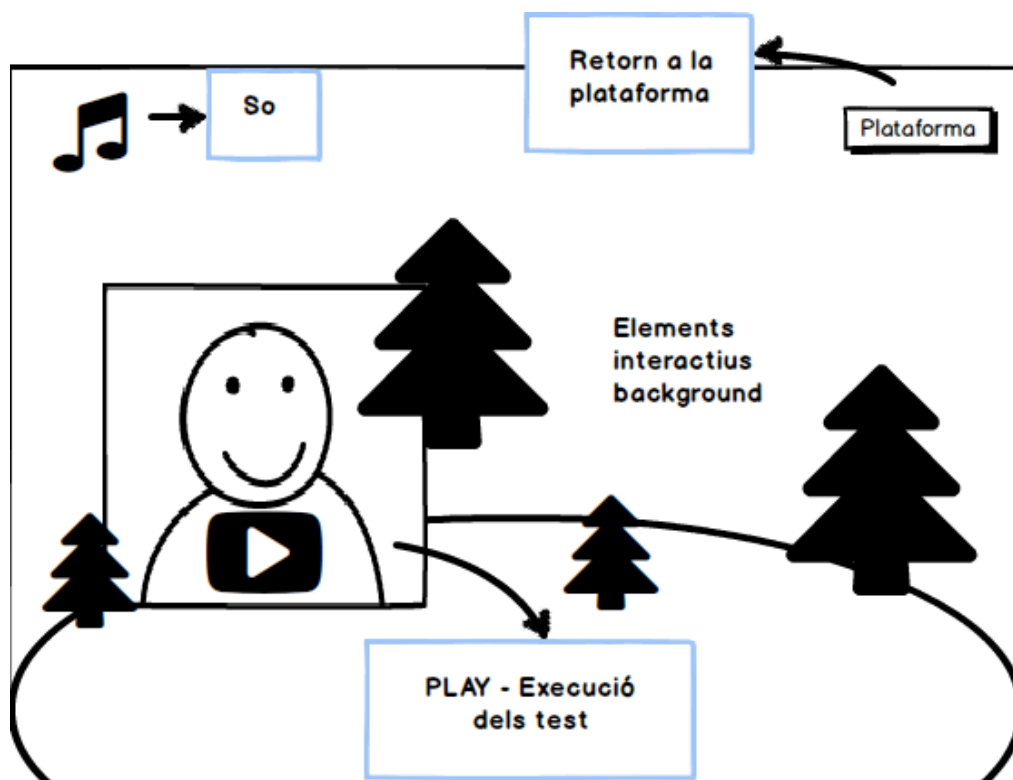 Retorn a la
plataforma
So
Plataforma
Elements
interactius
background
PLAY - Execució
dels test